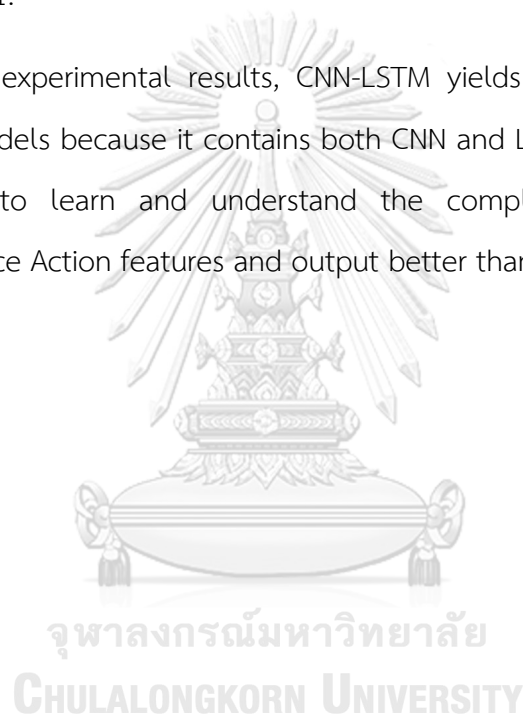 experimental results, CNN-LSTM yields
dels because it contains both CNN and L
to learn and understand the compl
ce Action features and output better than
จุฬาลงกรณ์มหาวิทยาลัย
CHULALONGKORN UNIVERSITY